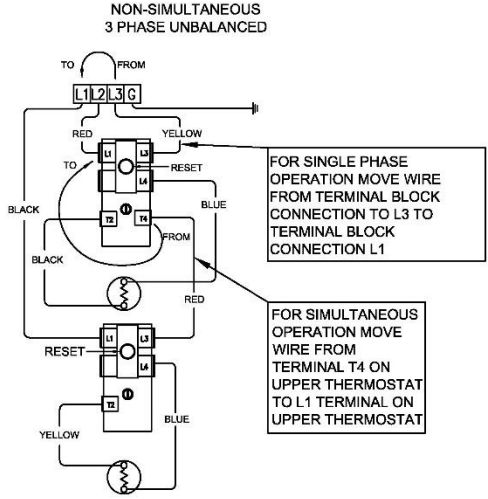 NON-SIMULTANEOUS
3 PHASE UNBALANCED
TO
FROM
L1 L2 L3 G
RED
YELLOW
L1
L3
TO
RESET
L4
FOR SINGLE PHASE
OPERATION MOVE WIRE
FROM TERMINAL BLOCK
CONNECTION TO L3 TO
TERMINAL BLOCK
CONNECTION L1
BLACK
BLUE
T2
T4
FROM
BLACK
RED
FOR SIMULTANEOUS
OPERATION MOVE
WIRE FROM
TERMINAL T4 ON
UPPER THERMOSTAT
TO L1 TERMINAL ON
UPPER THERMOSTAT
L1
L3
RESET
L4
T2
BLUE
YELLOW